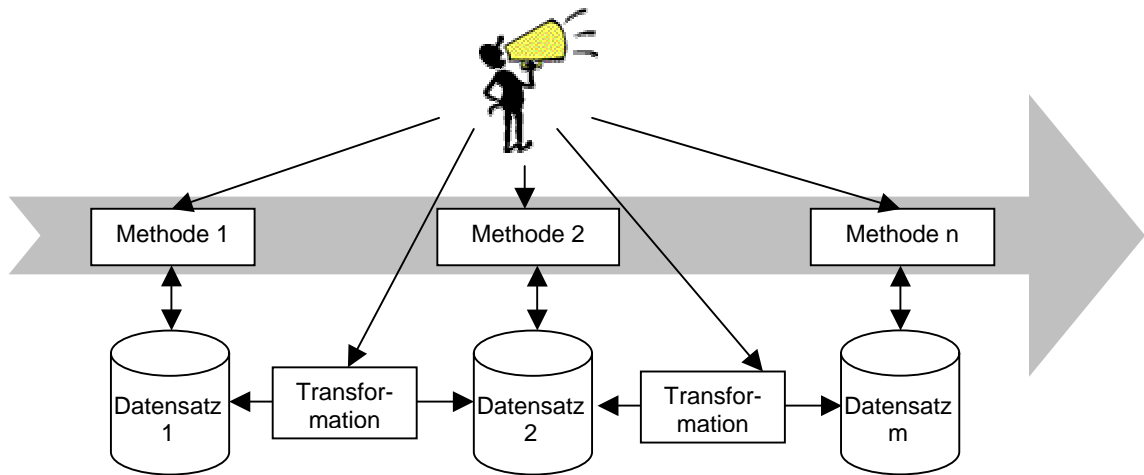 Methode 1
Methode 2
Methode n
Datensatz
1
Transfor-
mation
Datensatz
2
Transfor-
mation
Datensatz
m